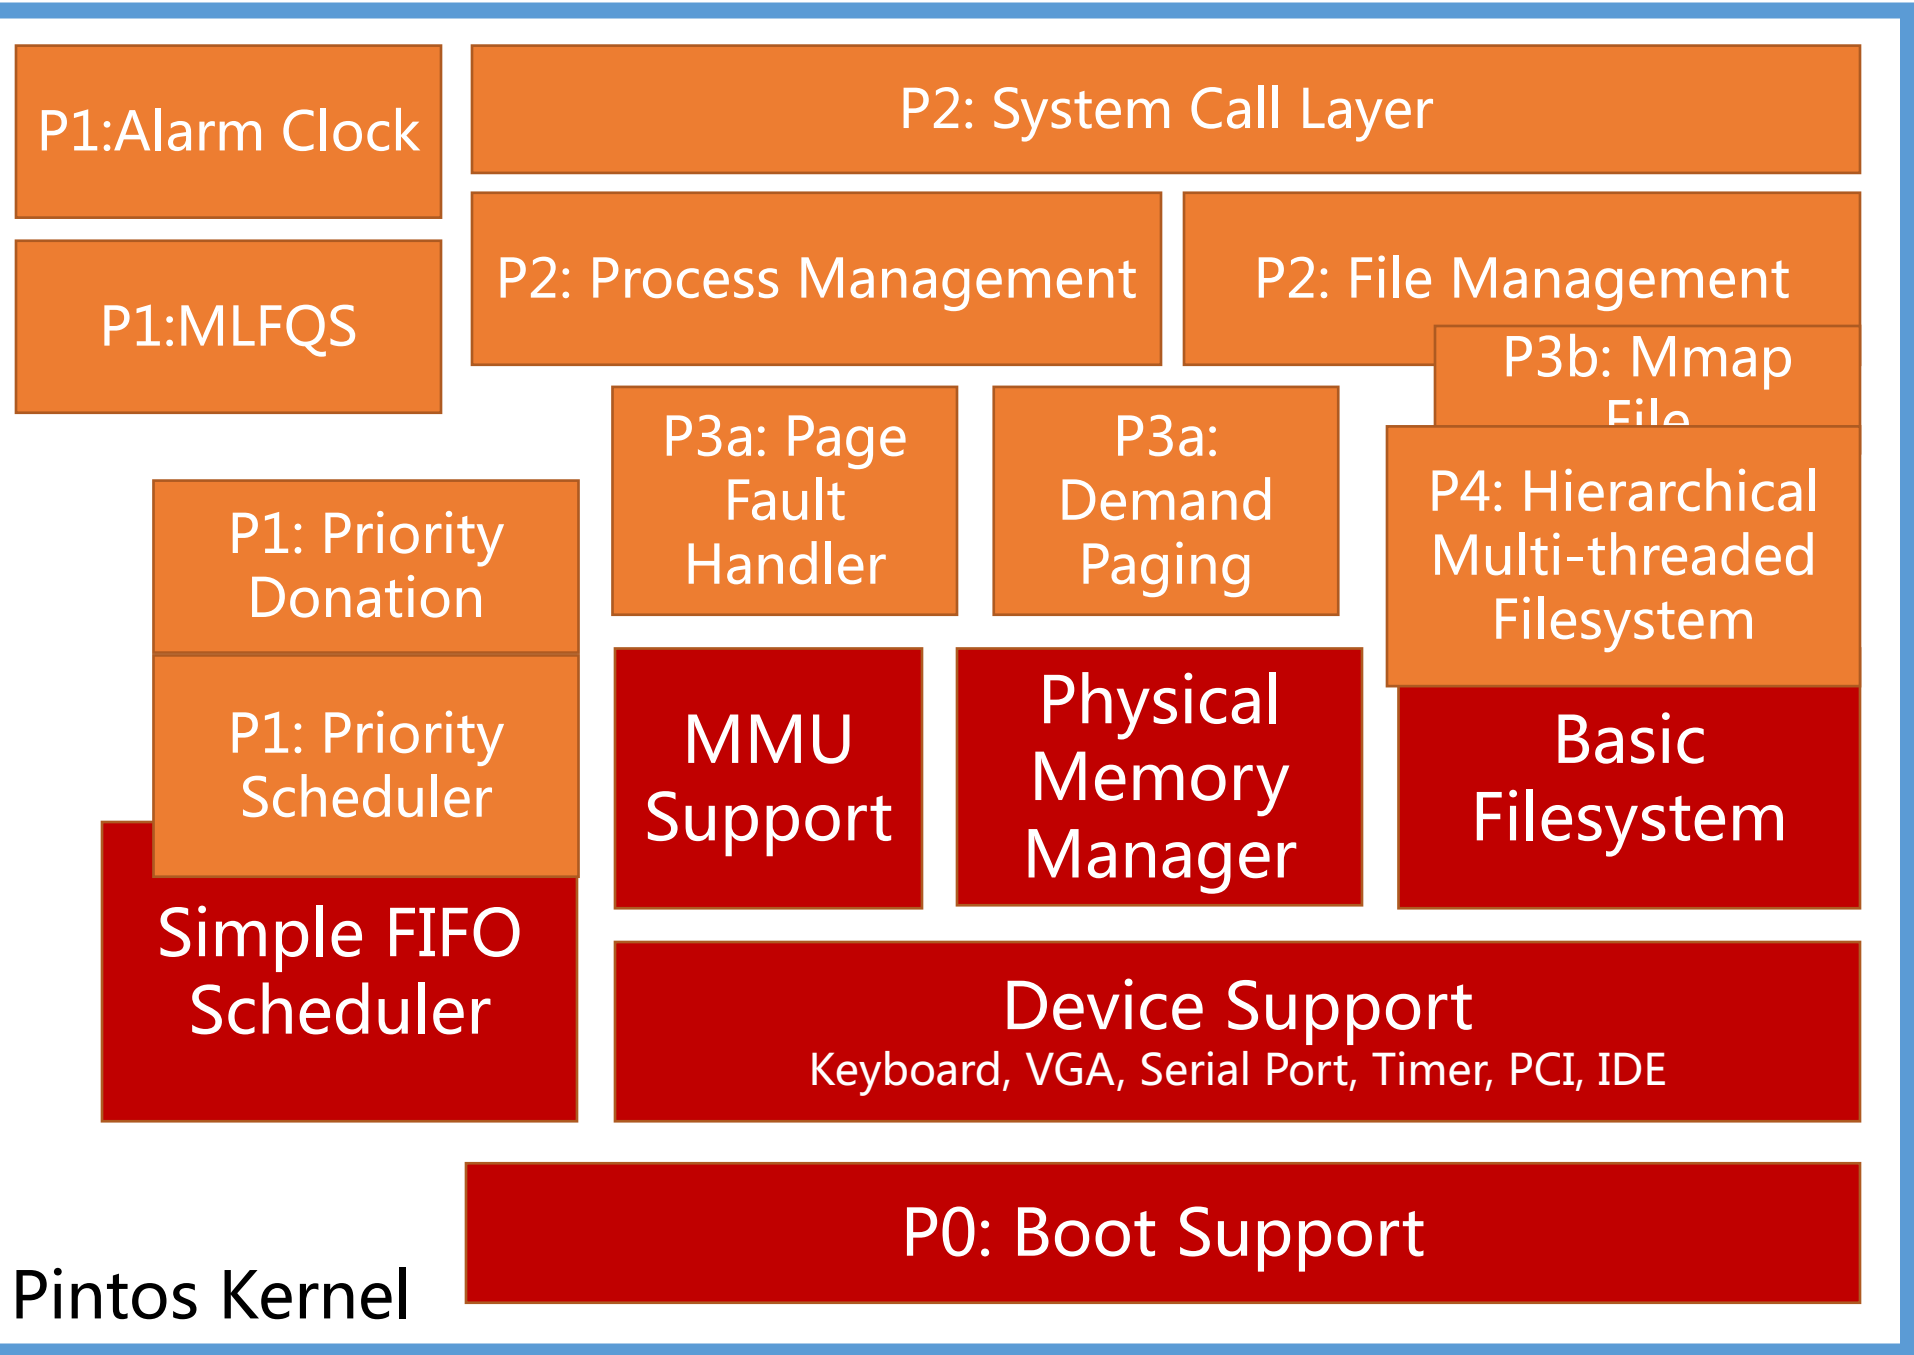 P1:Alarm Clock
P2: System Call Layer
P1:MLFQS
P2: Process Management
P2: File Management
P3b: Mmap
File
P3a: Page
Fault
Handler
P3a:
Demand
Paging
P4: Hierarchical
Multi-threaded
Filesystem
P1: Priority
Donation
P1: Priority
Scheduler
MMU
Support
Physical
Memory
Manager
Basic
Filesystem
Simple FIFO
Scheduler
Device Support
Keyboard, VGA, Serial Port, Timer, PCI, IDE
P0: Boot Support
Pintos Kernel